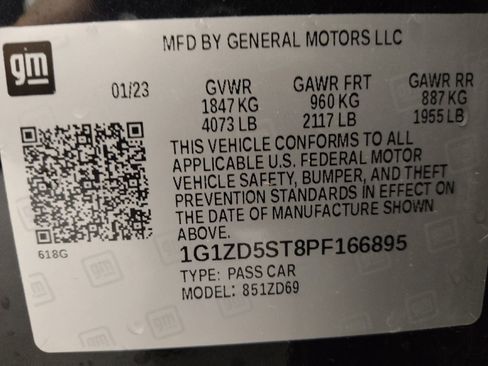 gm
MFD BY GENERAL MOTORS LLC
01/23 GVWR GAWR FRT GAWR RR
1847 KG 960 KG 887 KG
4073 LB 2117 LB 1955 LB
THIS VEHICLE CONFORMS TO ALL
APPLICABLE U.S. FEDERAL MOTOR
VEHICLE SAFETY, BUMPER, AND THEFT
PREVENTION STANDARDS IN EFFECT ON
THE DATE OF MANUFACTURE SHOWN
ABOVE.
618G
1G1ZD5ST8PF166895
TYPE: PASS CAR
MODEL: 851ZD69